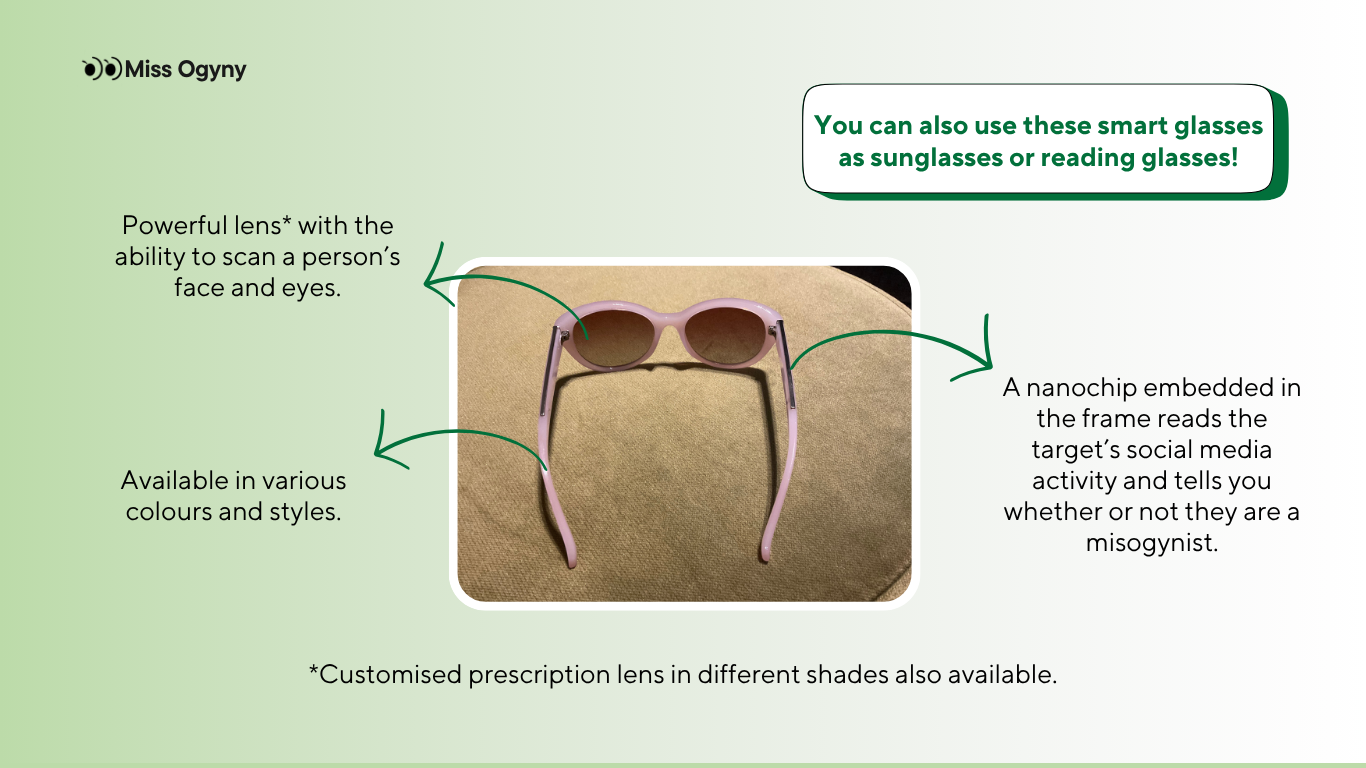 Miss Ogyny
You can also use these smart glasses
as sunglasses or reading glasses!
Powerful lens* with the
ability to scan a person's
face and eyes.
A nanochip embedded in
the frame reads the
target's social media
activity and tells you
whether or not they are a
misogynist.
Available in various
colours and styles.
*Customised prescription lens in different shades also available.